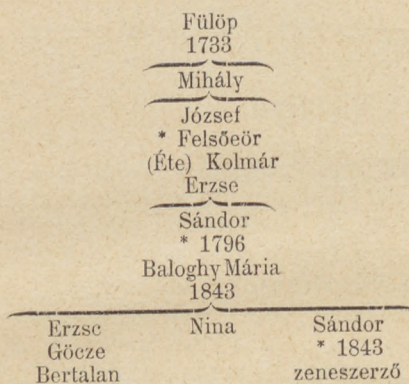 Fülöp
1733
Mihály
József
* Felsőeör
(Éte) Kolmár
Erzse
Sándor
* 1796
Baloghy Mária
1843
Erzse Nina Sándor
Göcze * 1843
Bertalan zeneszerző